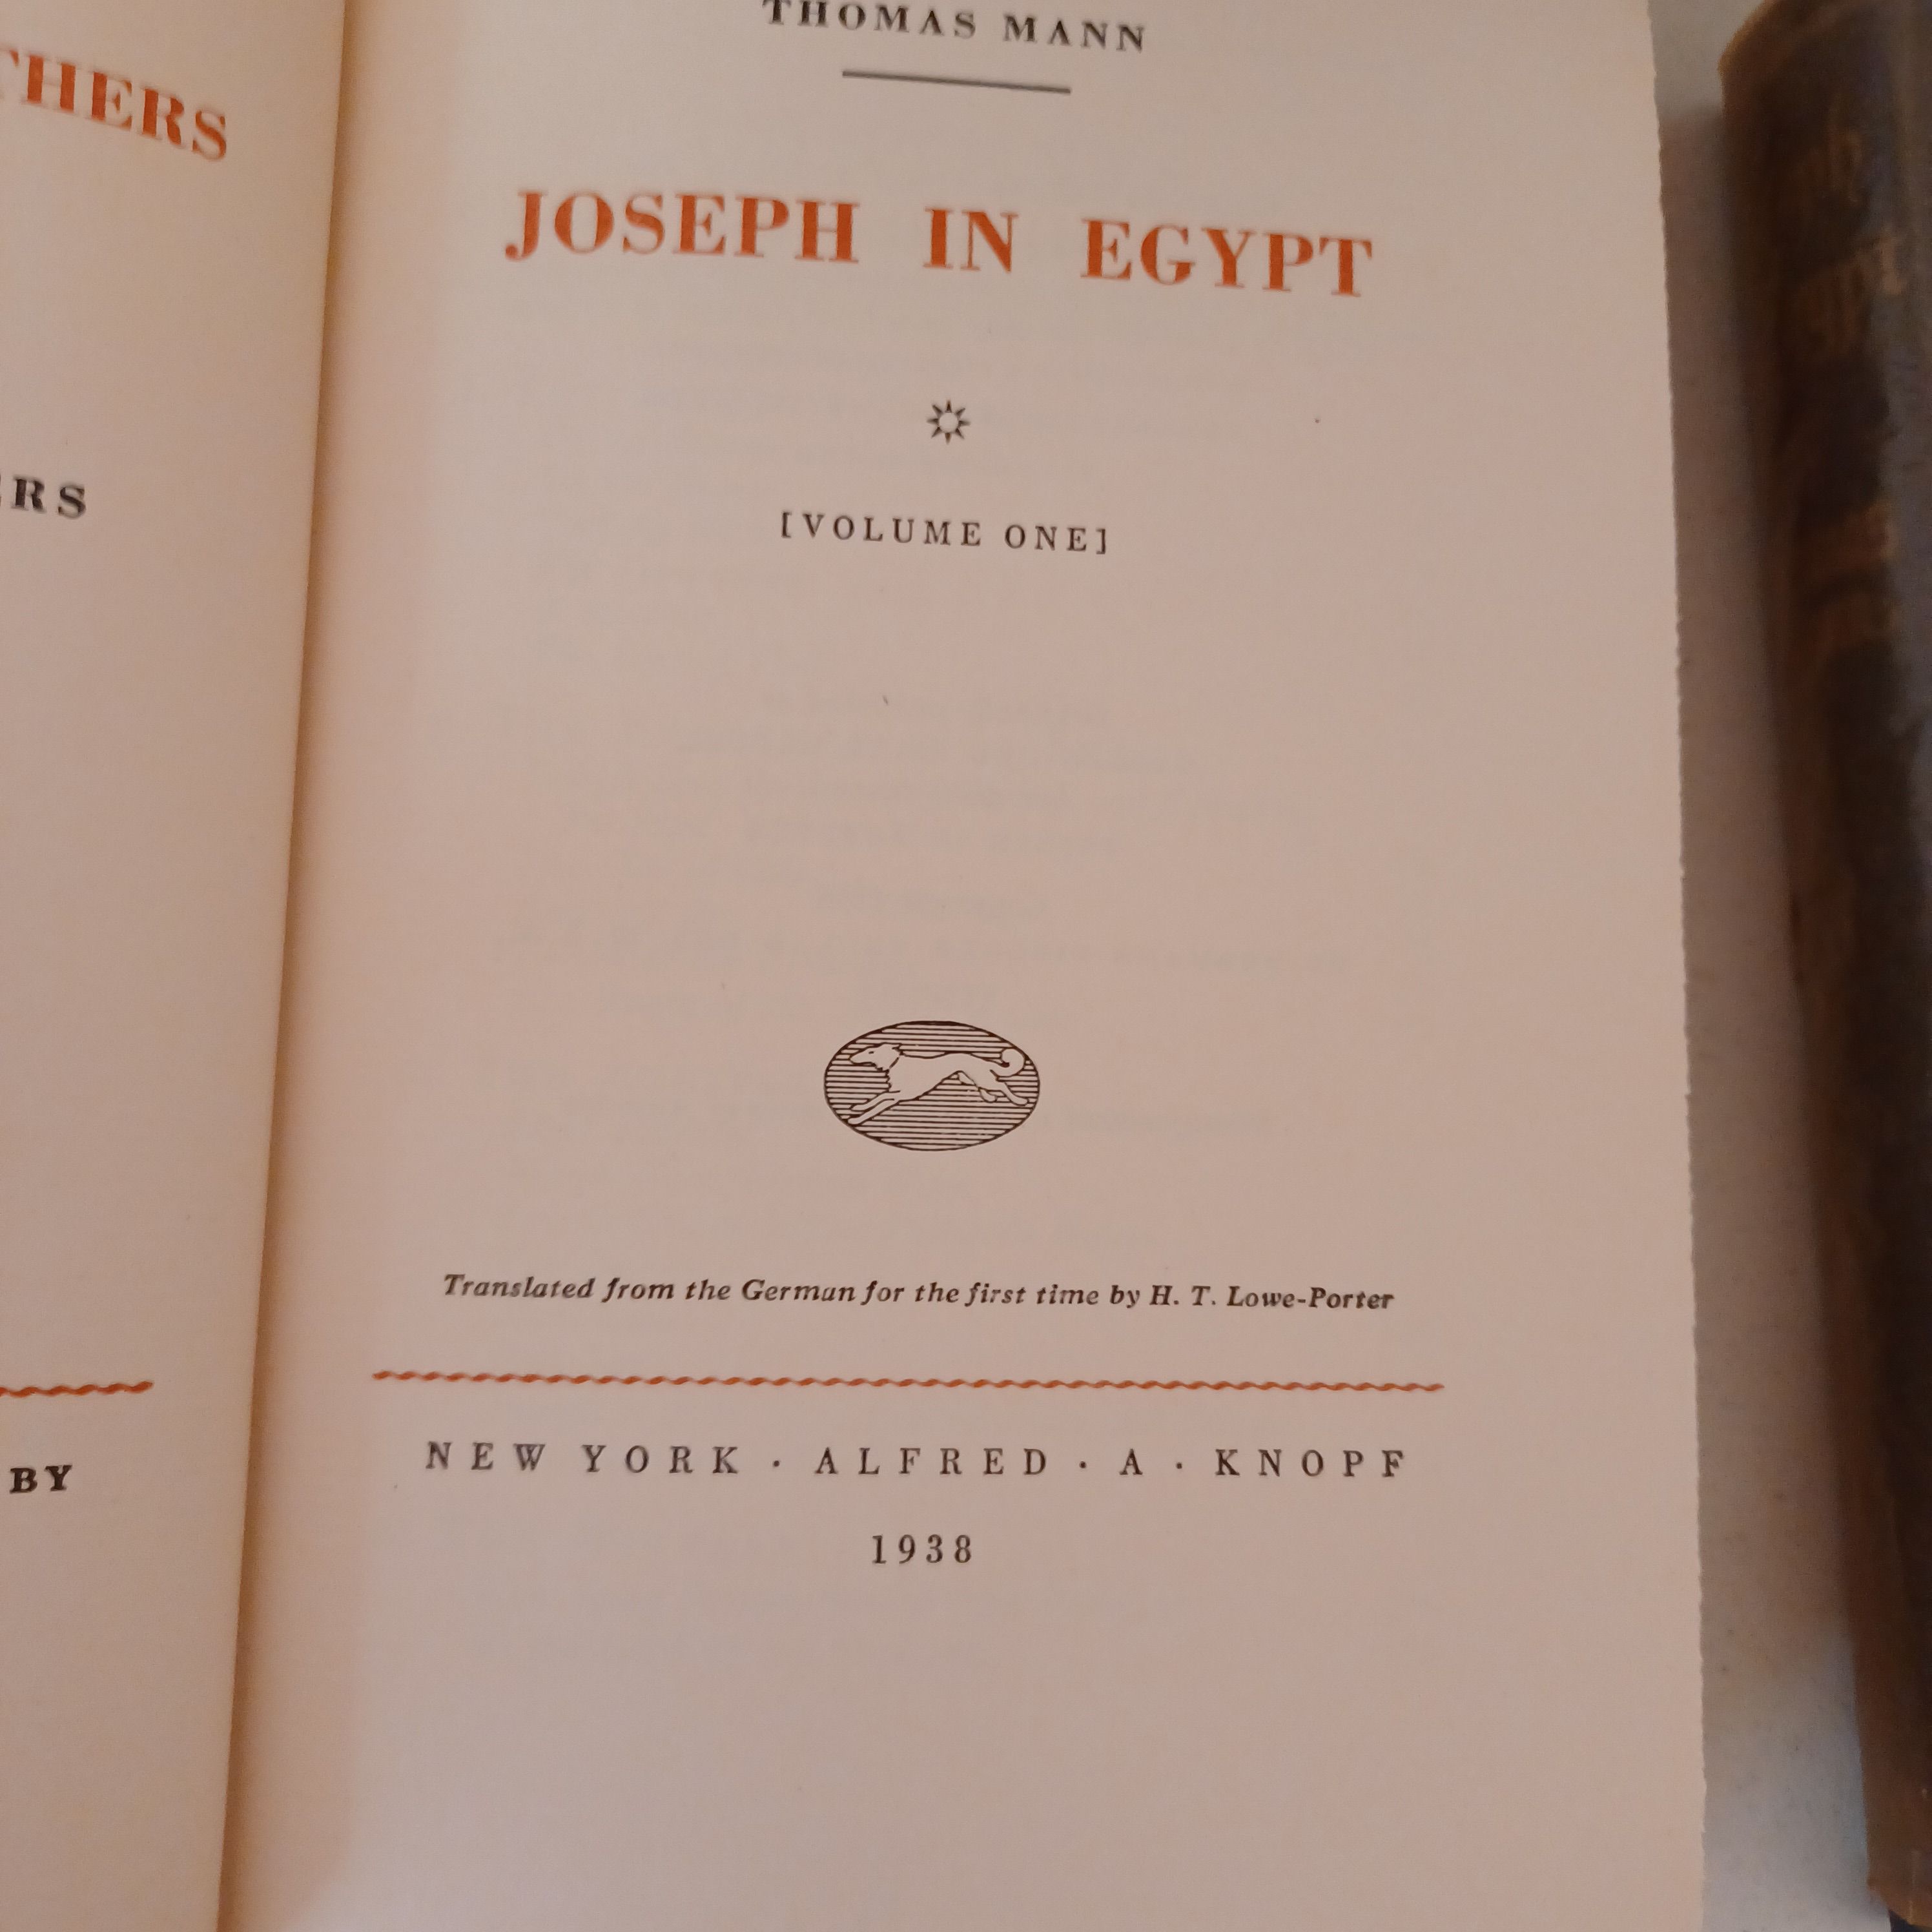 THERS
RS
BY
THOMAS MANN
JOSEPH IN EGYPT
[VOLUME ONE]
Translated from the German for the first time by H. T. Lowe-Porter
NEW YORK · ALFRED · A · KNOPF
1938